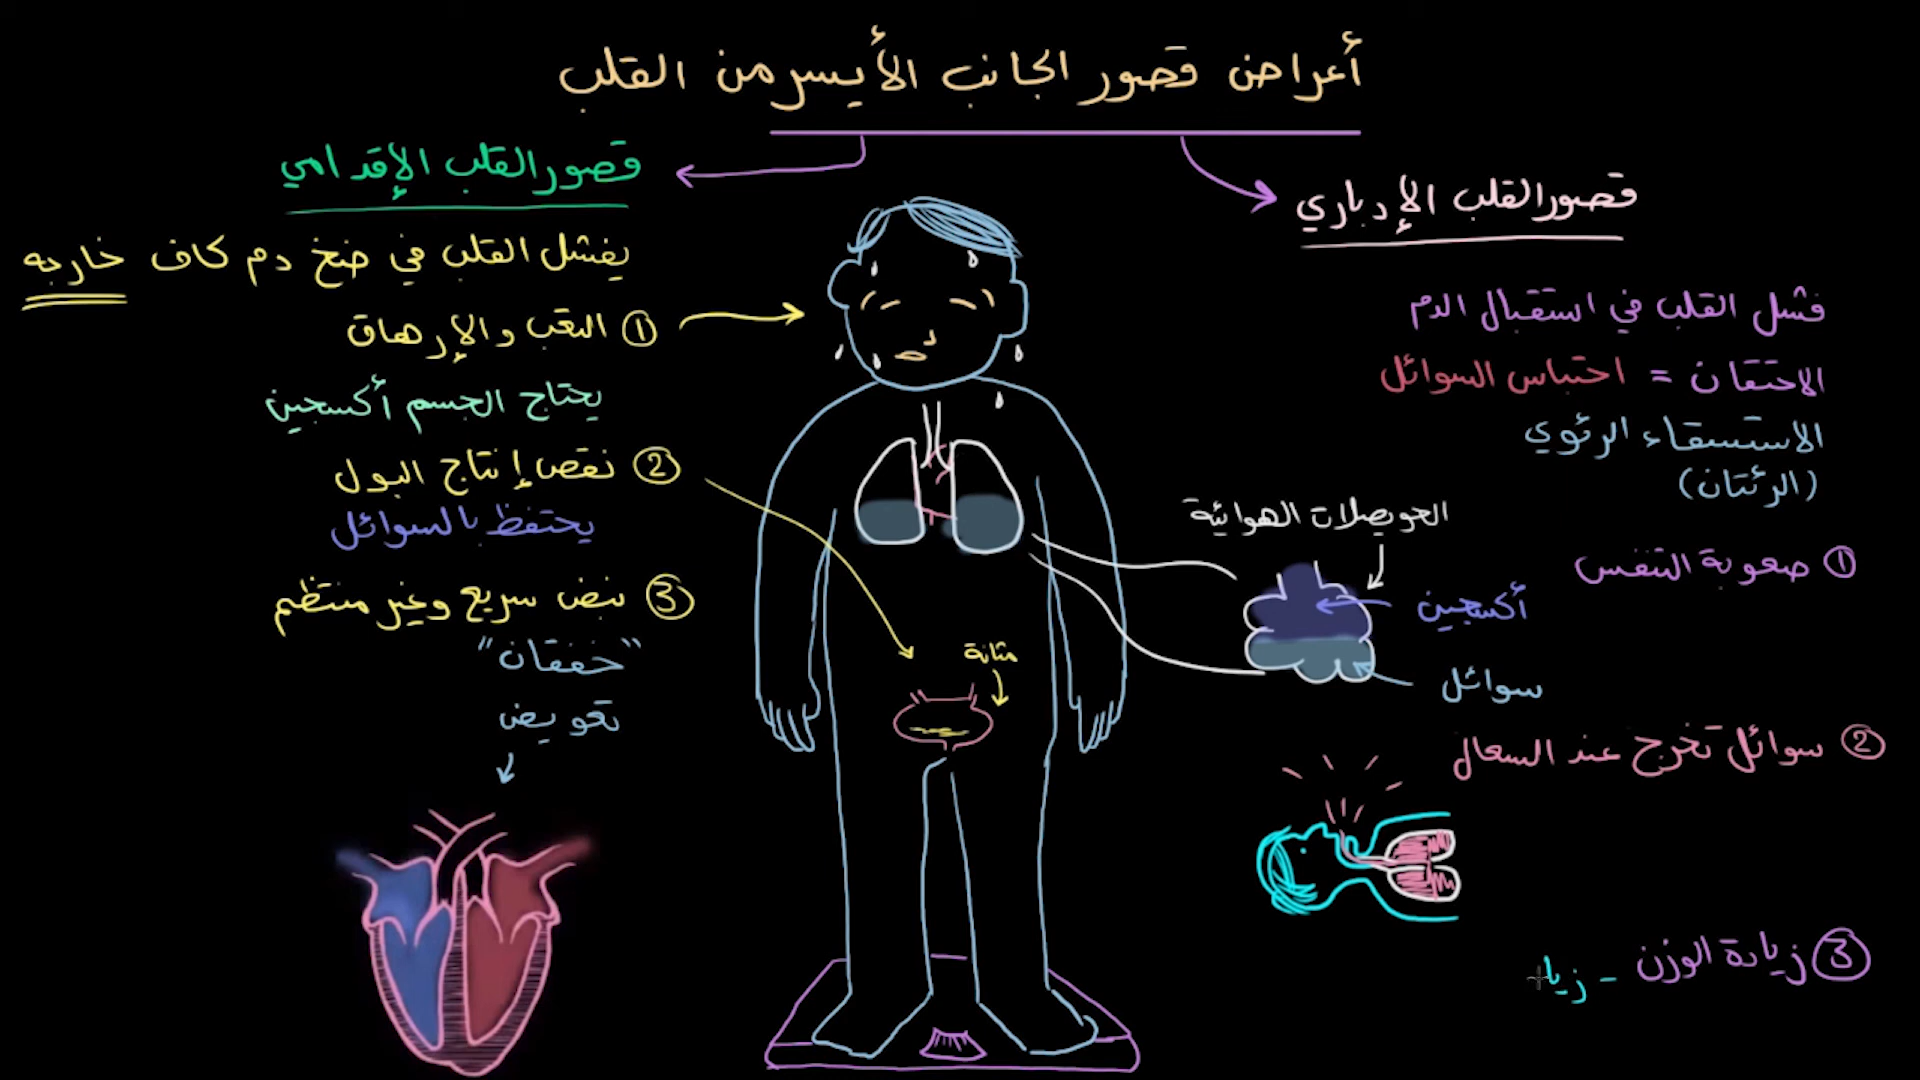 أعراض قصور الجانب الأيسر من القلب
قصور القلب الإدباري
فشل القلب في استقبال الدم
الاحتقان = احتباس السوائل
الاستسقاء الرئوي
(الرئتان)
① صعوبة التنفس
الحويصلات الهوائية
أكسجين
سوائل
② سوائل تخرج عند السعال
③ زيادة الوزن - زيا
قصور القلب الإقدامي
يفشل القلب في ضخ دم كاف خارجه
① التعب والإرهاق
يحتاج الجسم أكسجين
② نقص إنتاج البول
يحتفظ بالسوائل
③ نبض سريع وغير منتظم
"خفقان"
تعويض
مثانة